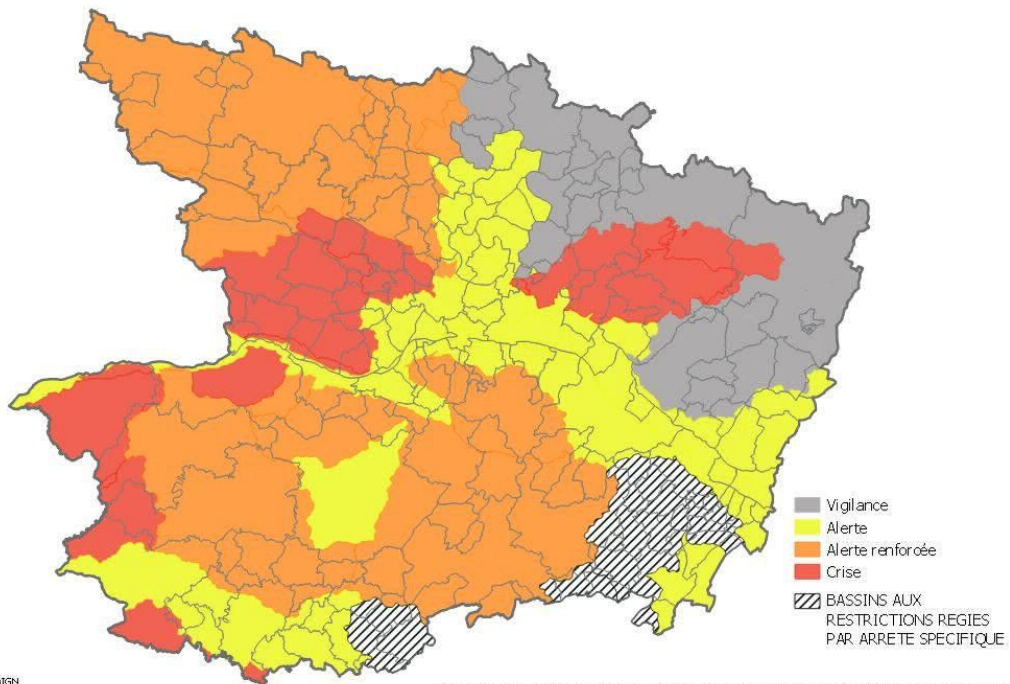 Vigilance
Alerte
Alerte renforcée
Crise
BASSINS AUX
RESTRICTIONS REGIES
PAR ARRETE SPECIFIQUE